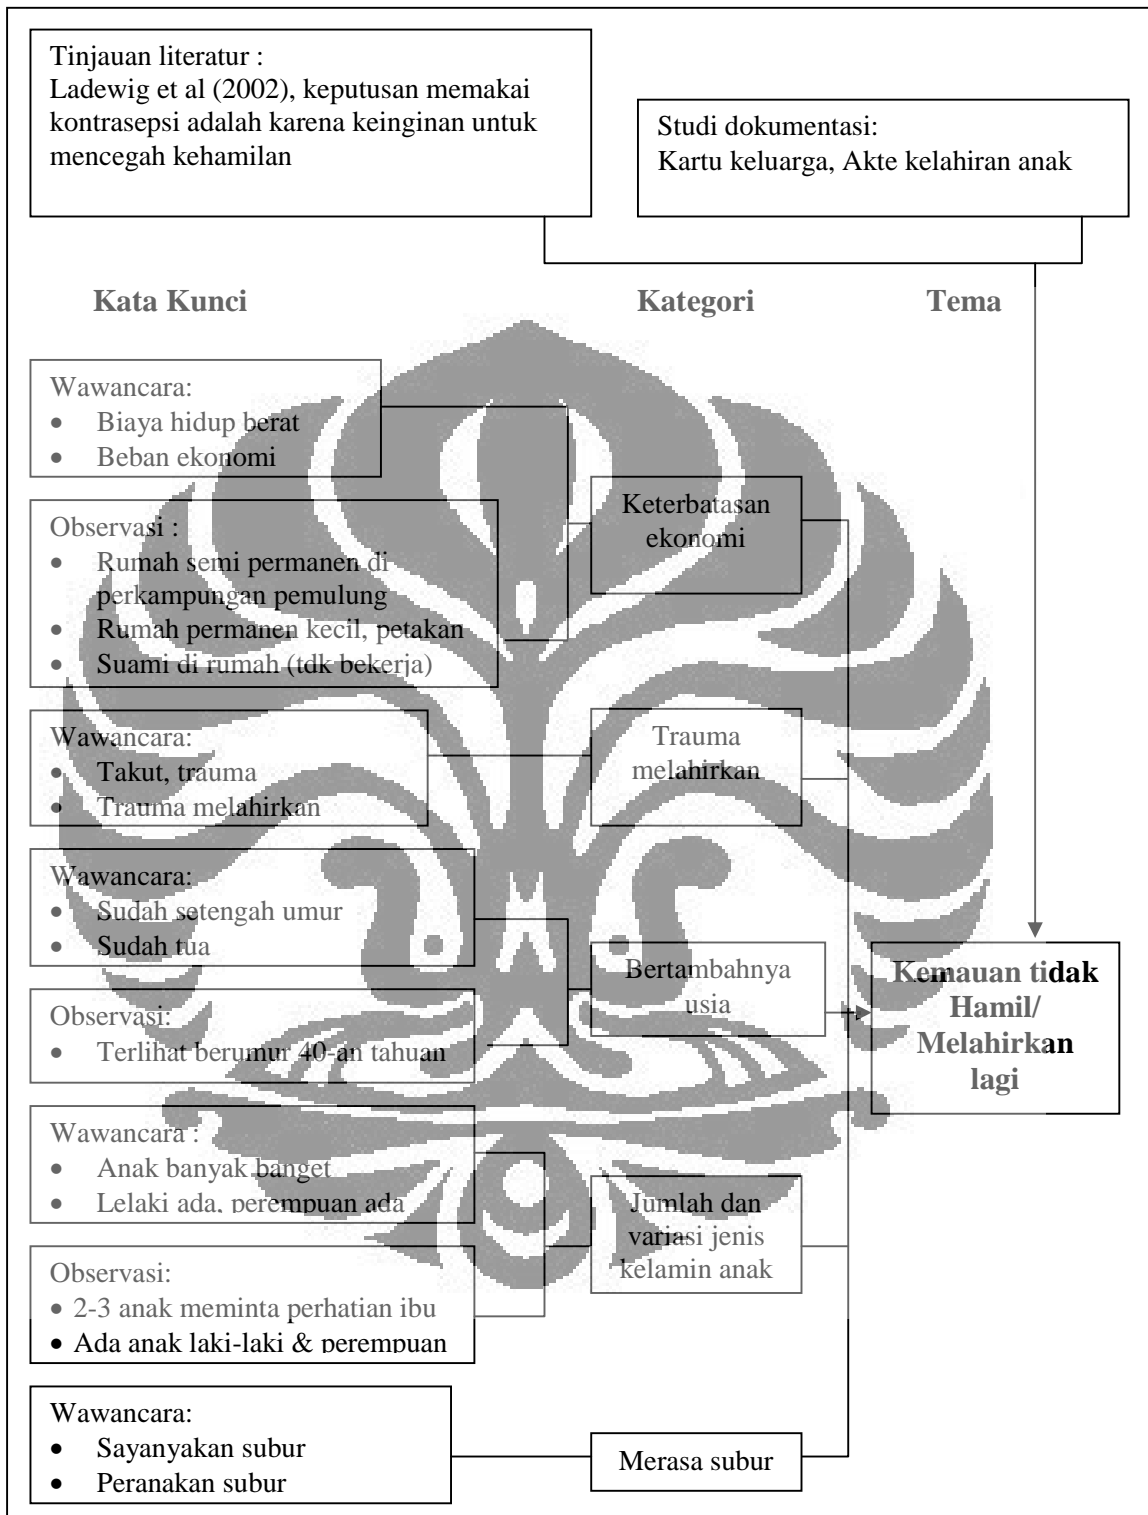 Tinjauan literatur :
Ladewig et al (2002), keputusan memakai
kontrasepsi adalah karena keinginan untuk
mencegah kehamilan
Studi dokumentasi:
Kartu keluarga, Akte kelahiran anak
Kata Kunci
Kategori
Tema
Wawancara:
• Biaya hidup berat
• Beban ekonomi
Observasi :
• Rumah semi permanen di
perkampungan pemulung
• Rumah permanen kecil, petakan
• Suami di rumah (tdk bekerja)
Keterbatasan
ekonomi
Wawancara:
• Takut, trauma
• Trauma melahirkan
Trauma
melahirkan
Wawancara:
• Sudah setengah umur
• Sudah tua
Observasi:
• Terlihat berumur 40-an tahuan
Bertambahnya
usia
Kemauan tidak
Hamil/
Melahirkan
lagi
Wawancara :
• Anak banyak banget
• Lelaki ada, perempuan ada
Observasi:
• 2-3 anak meminta perhatian ibu
• Ada anak laki-laki & perempuan
Jumlah dan
variasi jenis
kelamin anak
Wawancara:
• Sayanyakan subur
• Peranakan subur
Merasa subur